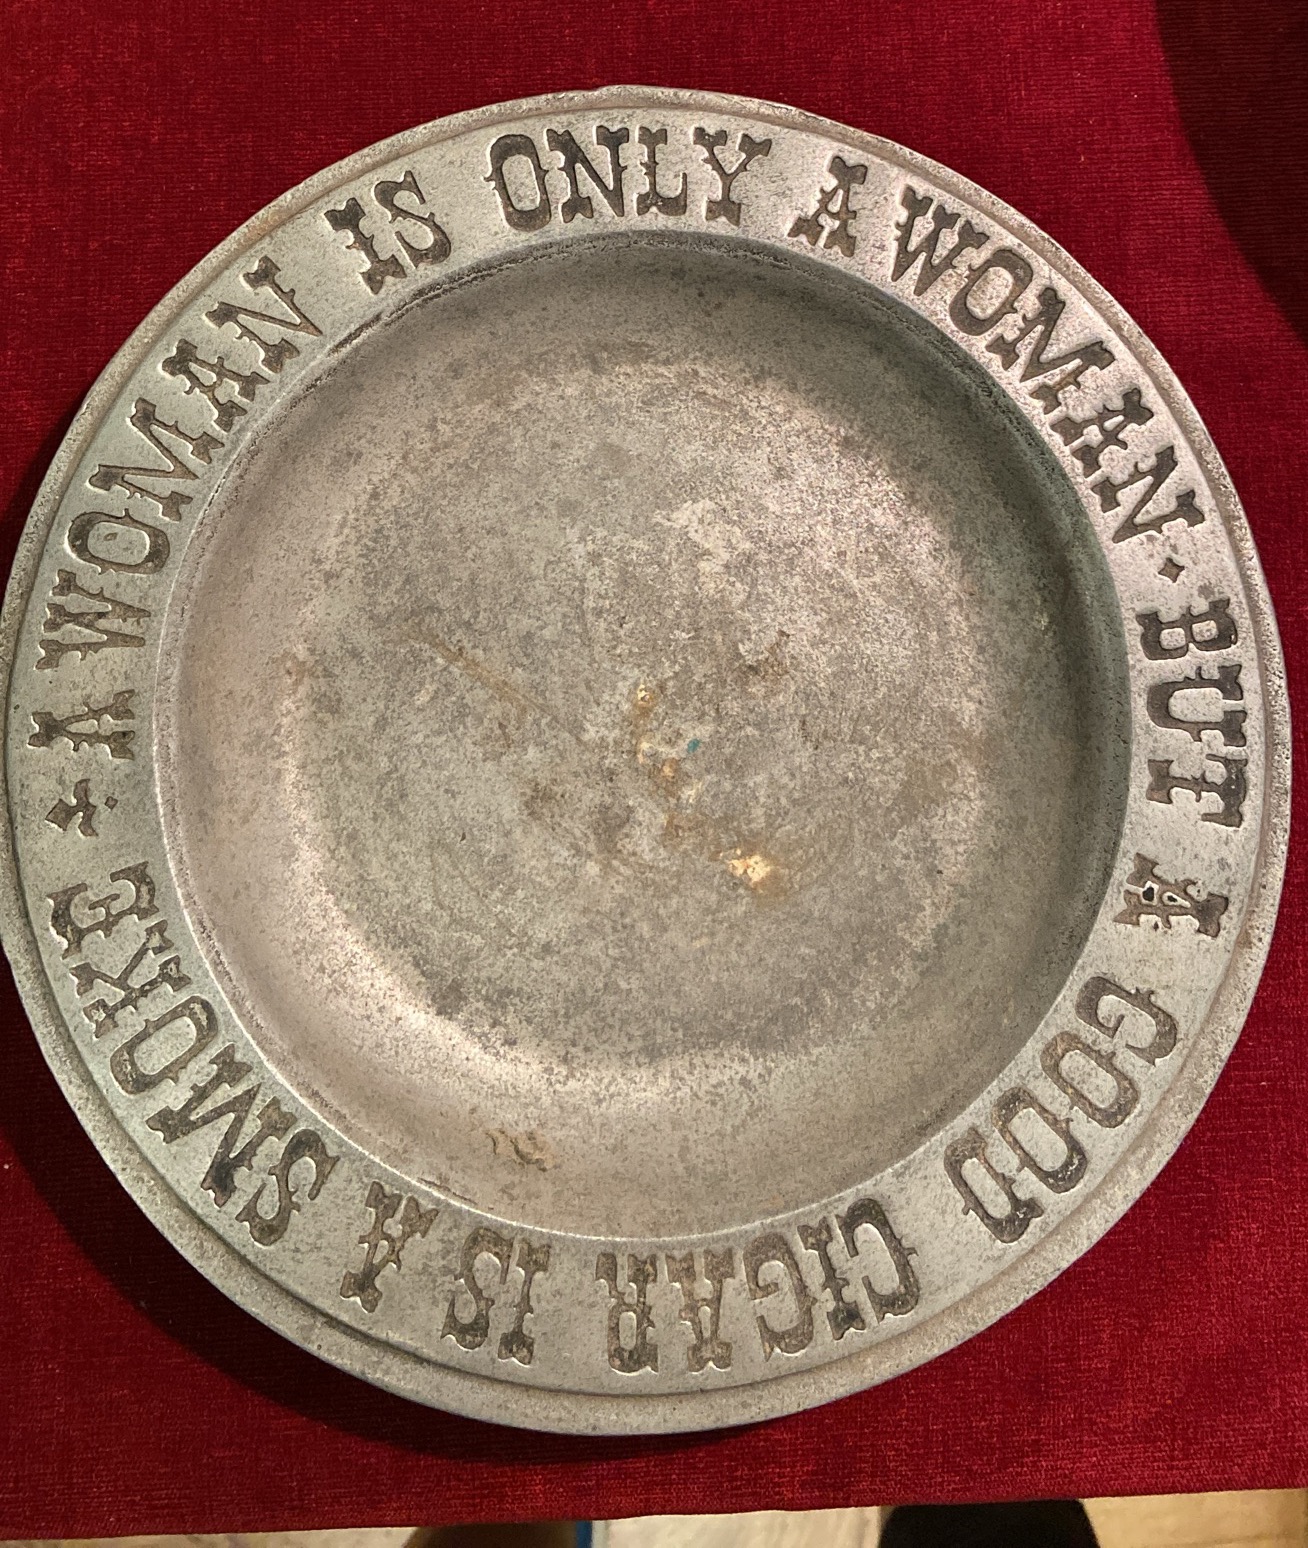 A WOMAN IS ONLY A WOMAN · BUT A GOOD CIGAR IS A SMOKE